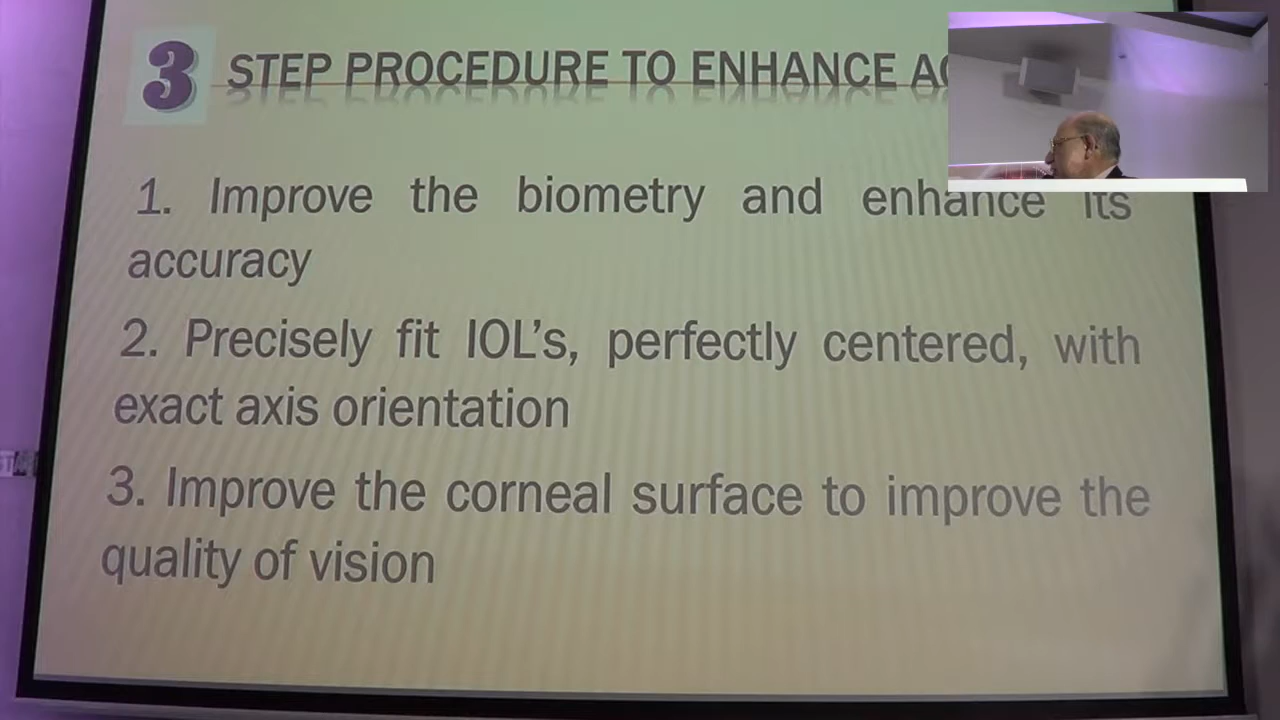 3 STEP PROCEDURE TO ENHANCE
1. Improve the biometry and enhance its
accuracy
2. Precisely fit IOL’s, perfectly centered, with
exact axis orientation
3. Improve the corneal surface to improve the
quality of vision